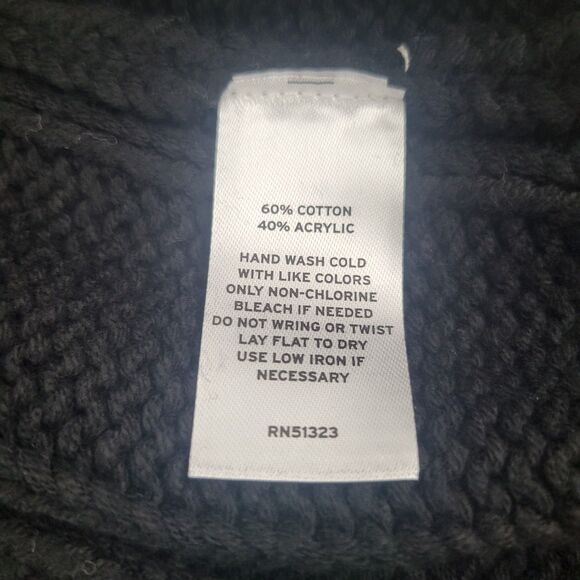 60% COTTON
40% ACRYLIC
HAND WASH COLD
WITH LIKE COLORS
ONLY NON-CHLORINE
BLEACH IF NEEDED
DO NOT WRING OR TWIST
LAY FLAT TO DRY
USE LOW IRON IF
NECESSARY
RN51323